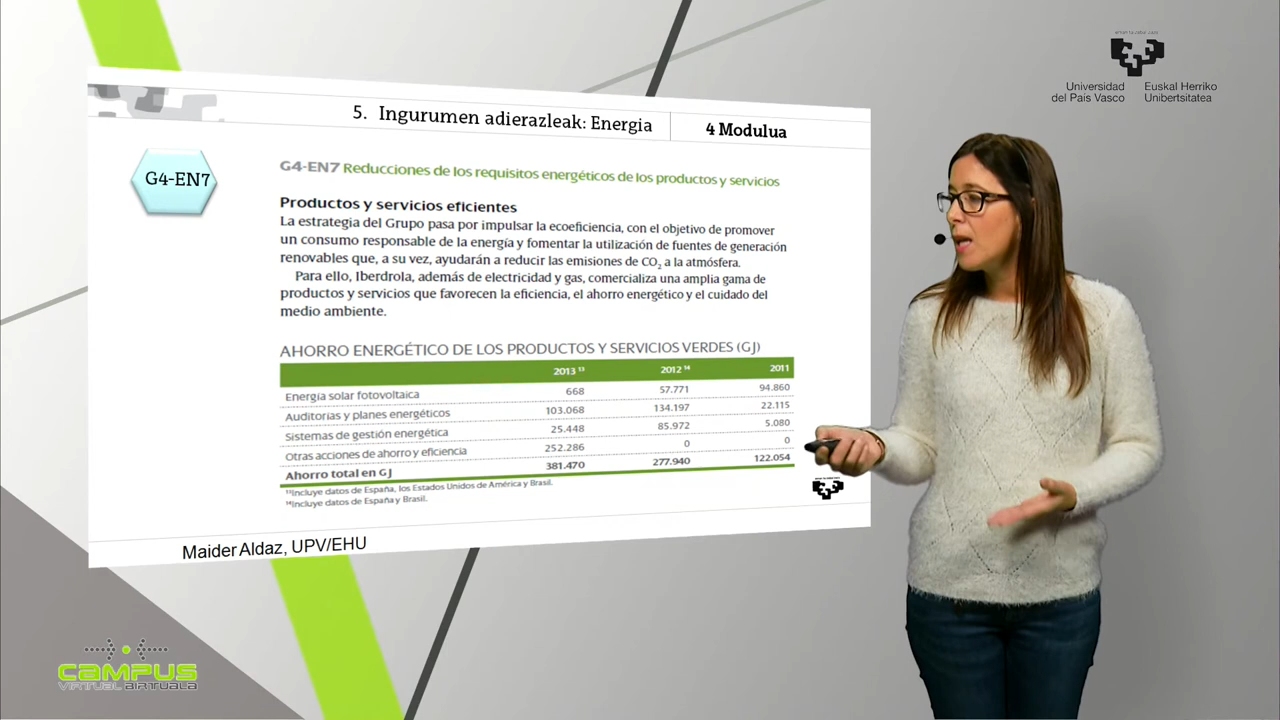 5. Ingurumen adierazleak: Energia
4 Modulua
G4-EN7
G4-EN7 Reducciones de los requisitos energéticos de los productos y servicios
Productos y servicios eficientes
La estrategia del Grupo pasa por impulsar la ecoeficiencia, con el objetivo de promover
un consumo responsable de la energía y fomentar la utilización de fuentes de generación
renovables que, a su vez, ayudarán a reducir las emisiones de CO₂ a la atmósfera.
Para ello, Iberdrola, además de electricidad y gas, comercializa una amplia gama de
productos y servicios que favorecen la eficiencia, el ahorro energético y el cuidado del
medio ambiente.
AHORRO ENERGÉTICO DE LOS PRODUCTOS Y SERVICIOS VERDES (GJ)
2013 ¹³ 2012 ¹⁴ 2011
Energía solar fotovoltaica 668 57.771 94.860
Auditorias y planes energéticos 103.068 134.197 22.115
Sistemas de gestión energética 25.448 85.972 5.080
Otras acciones de ahorro y eficiencia 252.286 0 0
Ahorro total en GJ 381.470 277.940 122.054
¹³Incluye datos de España, los Estados Unidos de América y Brasil.
¹⁴Incluye datos de España y Brasil.
Maider Aldaz, UPV/EHU
Universidad
del País Vasco
Euskal Herriko
Unibertsitatea
CAMPUS
VIRTUAL BIRTUALA